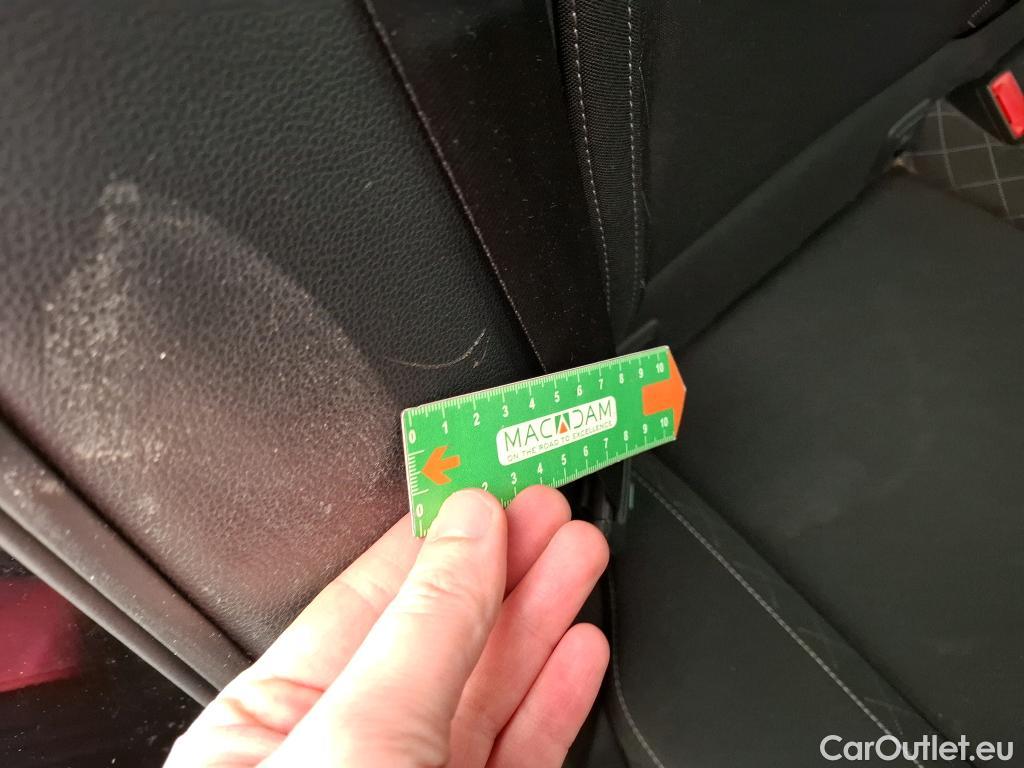 0 1 2 3 4 5 6 7 8 9 10
MACADAM
ON THE ROAD TO EXCELLENCE
0 2 3 4 5 6 7 8 9 10
CarOutlet.eu